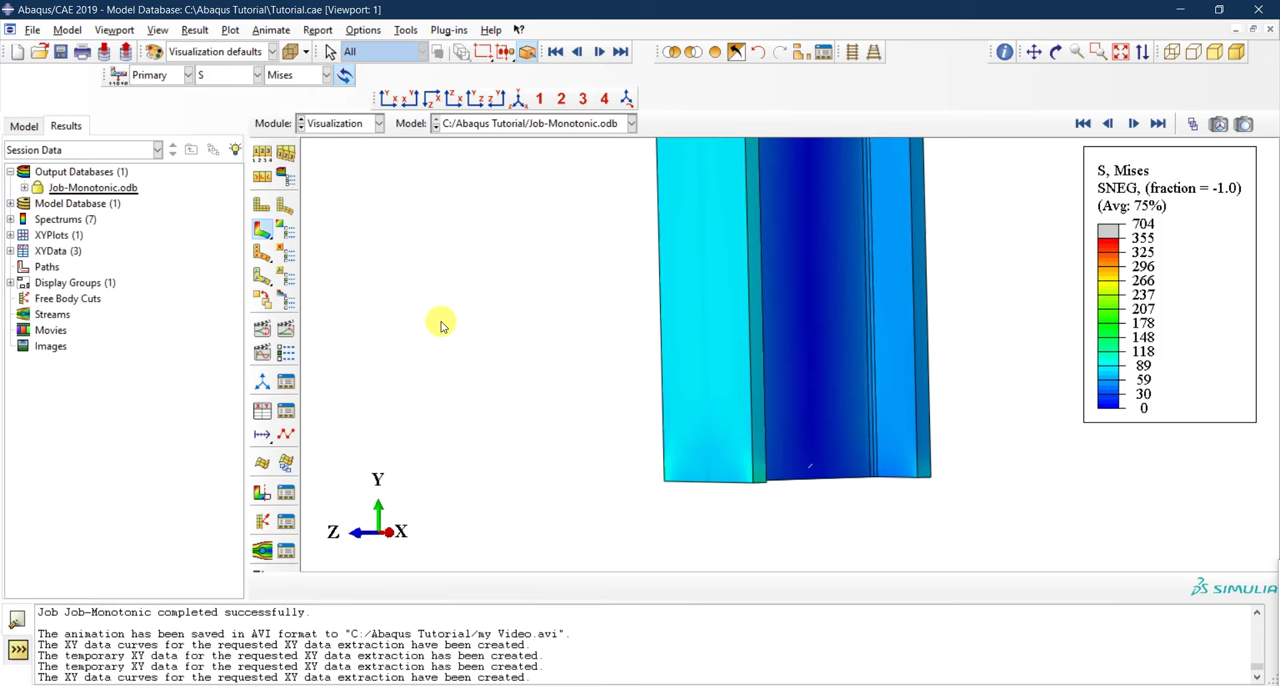 Abaqus/CAE 2019 - Model Database: C:\Abaqus Tutorial\Tutorial.cae [Viewport: 1]
File Model Viewport View Result Plot Animate Report Options Tools Plug-ins Help
Visualization defaults All
Primary S Mises
1 2 3 4
Model Results Module: Visualization Model: C:/Abaqus Tutorial/Job-Monotonic.odb
Session Data
Output Databases (1)
Job-Monotonic.odb
Model Database (1)
Spectrums (7)
XYPlots (1)
XYData (3)
Paths
Display Groups (1)
Free Body Cuts
Streams
Movies
Images
S, Mises
SNEG, (fraction = -1.0)
(Avg: 75%)
704
355
325
296
266
237
207
178
148
118
89
59
30
0
Y
Z X
SIMULIA
Job Job-Monotonic completed successfully.
The animation has been saved in AVI format to "C:/Abaqus Tutorial/my Video.avi".
The XY data curves for the requested XY data extraction have been created.
The temporary XY data for the requested XY data extraction has been created.
The temporary XY data for the requested XY data extraction has been created.
The XY data curves for the requested XY data extraction have been created.